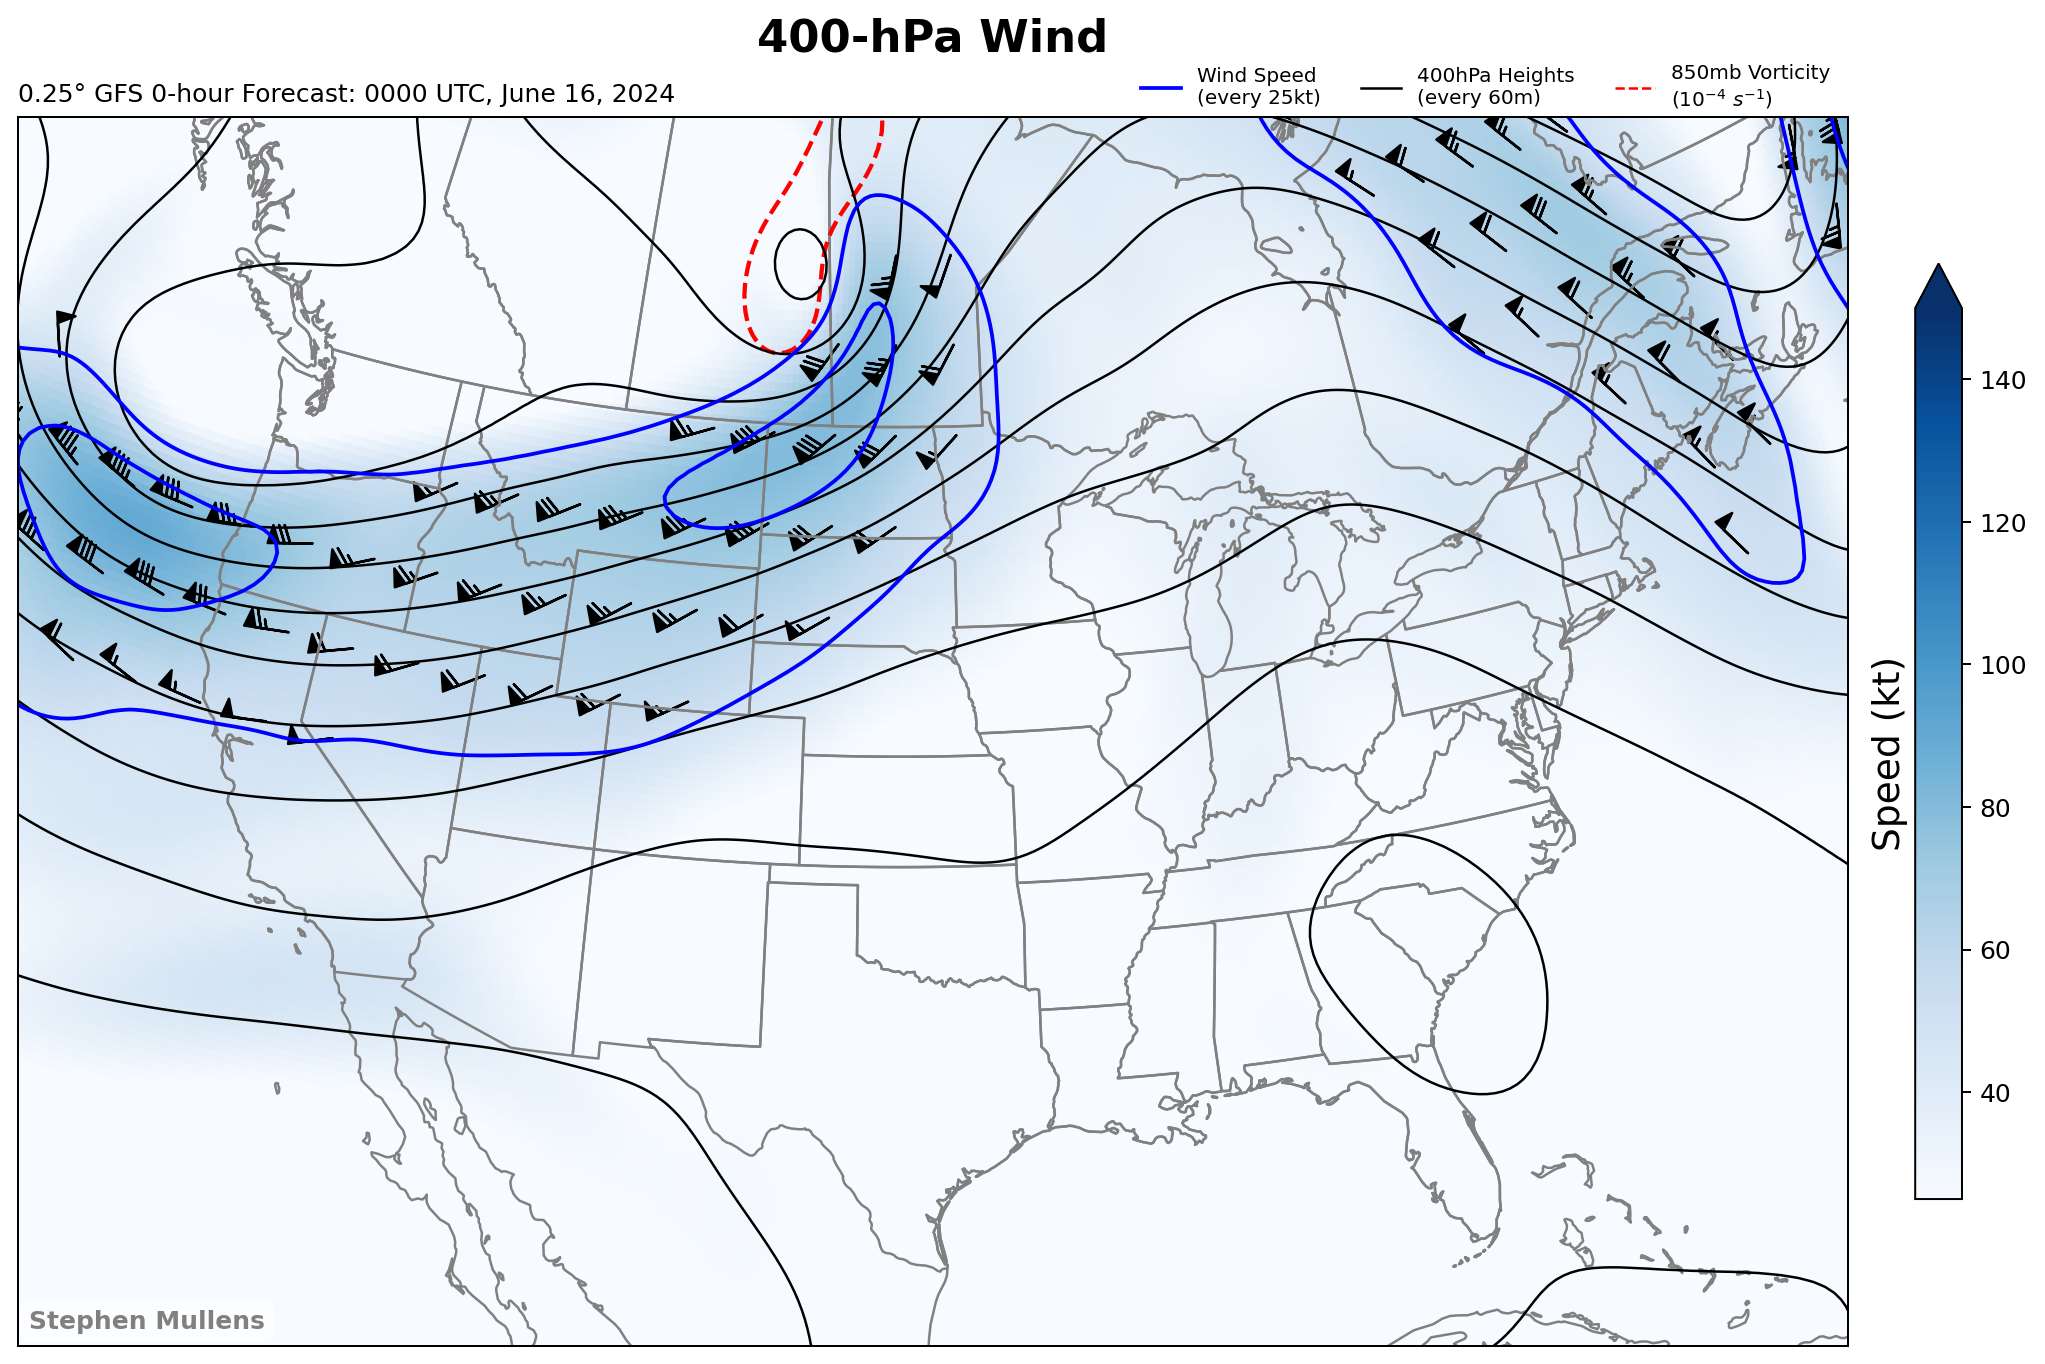 400-hPa Wind
0.25° GFS 0-hour Forecast: 0000 UTC, June 16, 2024
Wind Speed
(every 25kt)
400hPa Heights
(every 60m)
850mb Vorticity
(10⁻⁴ s⁻¹)
140
120
100
80
60
40
Speed (kt)
Stephen Mullens